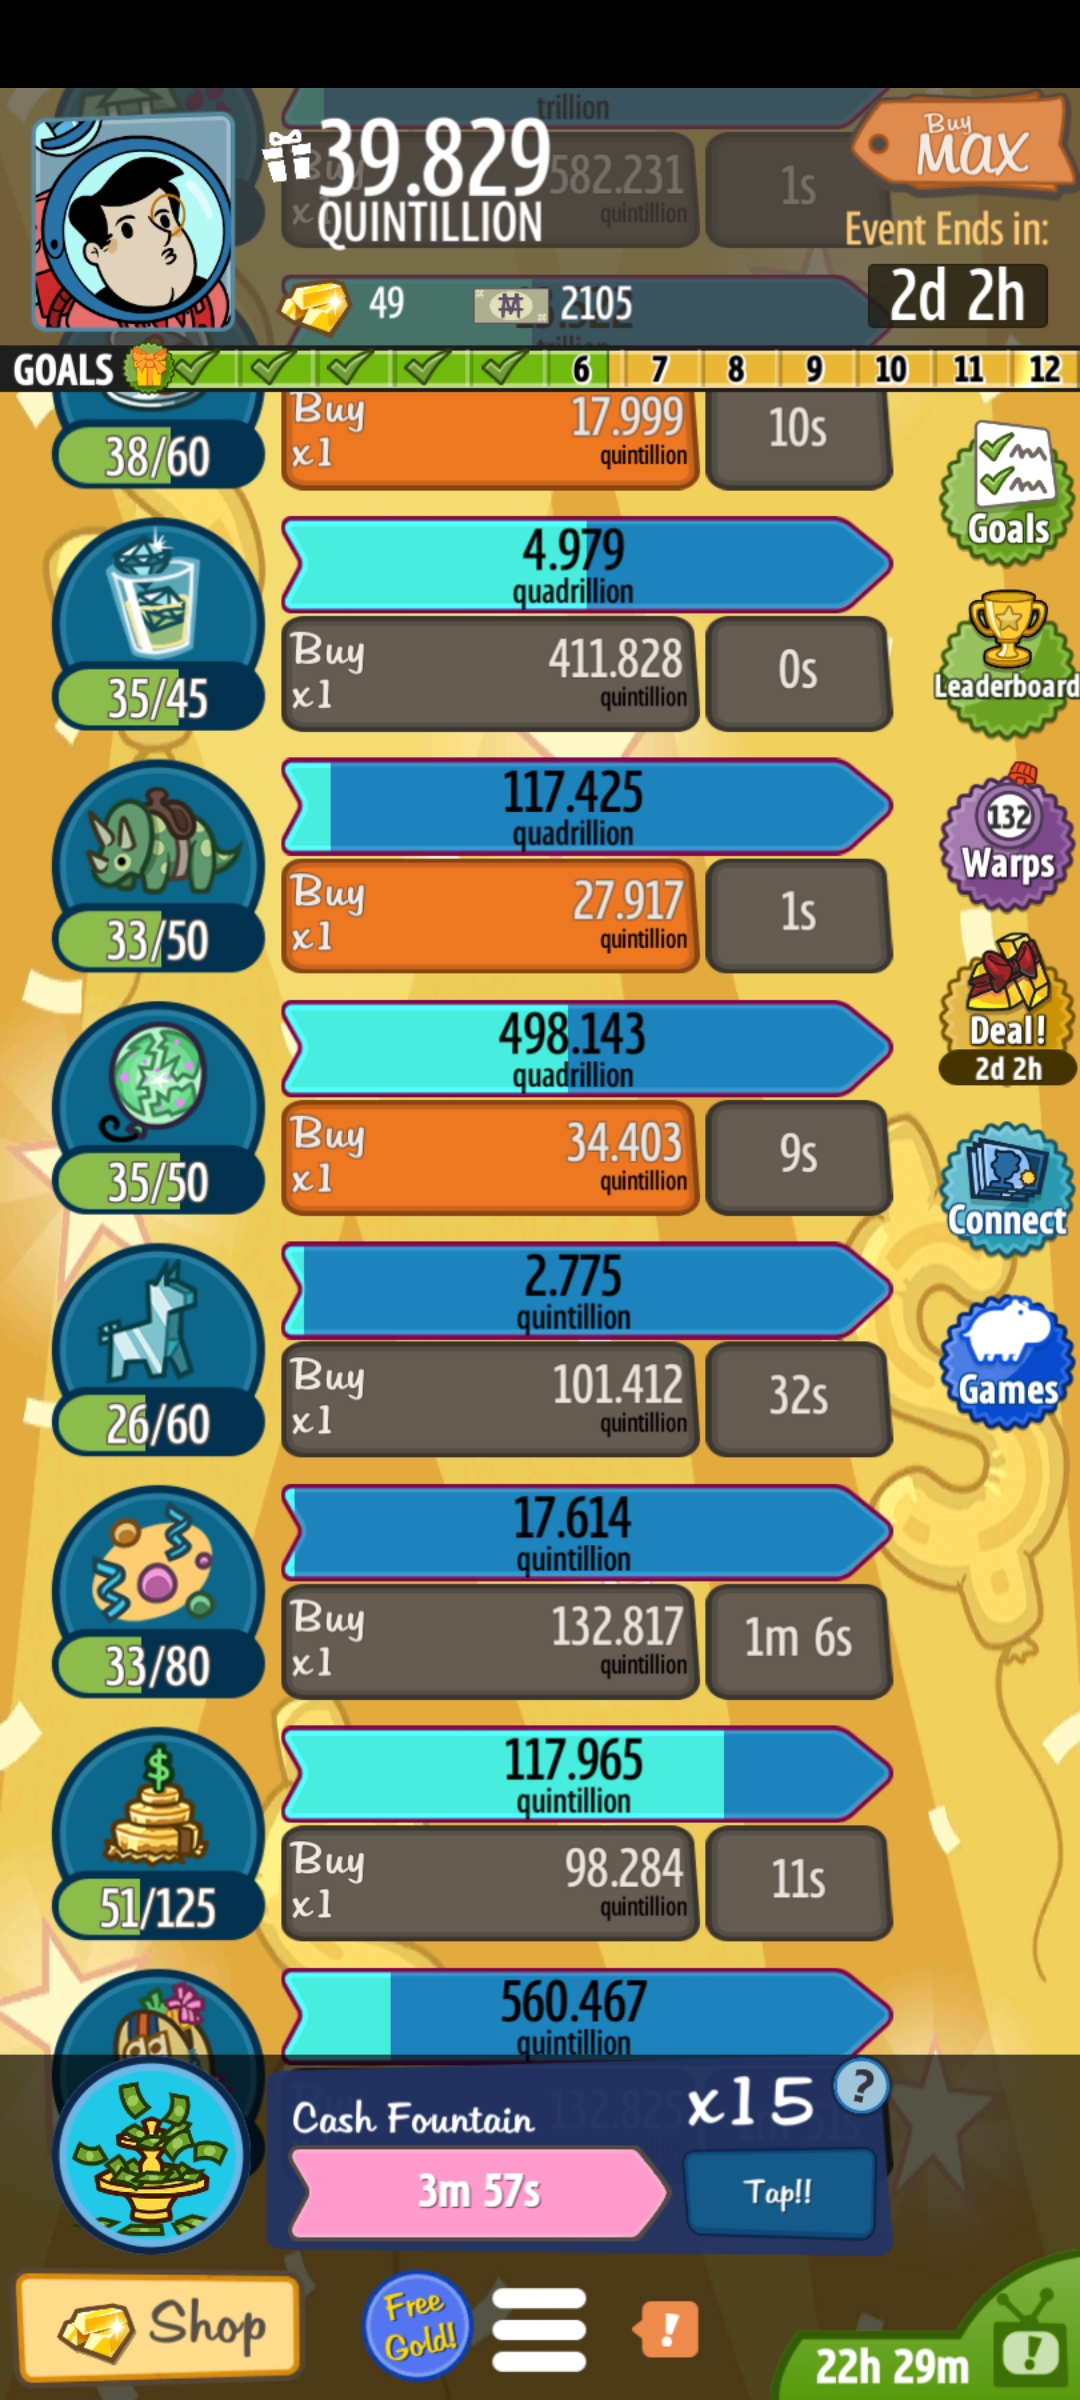 trillion
39.829
QUINTILLION
Buy
582.231
quintillion
1s
Buy
MAX
Event Ends in:
2d 2h
49
2105
trillion
GOALS 6 7 8 9 10 11 12
38/60
Buy
x1
17.999
quintillion
10s
Goals
4.979
quadrillion
35/45
Buy
x1
411.828
quintillion
0s
Leaderboard
117.425
quadrillion
33/50
Buy
x1
27.917
quintillion
1s
132
Warps
498.143
quadrillion
35/50
Buy
x1
34.403
quintillion
9s
Deal!
2d 2h
Connect
2.775
quintillion
26/60
Buy
x1
101.412
quintillion
32s
Games
17.614
quintillion
33/80
Buy
x1
132.817
quintillion
1m 6s
$
117.965
quintillion
51/125
Buy
x1
98.284
quintillion
11s
560.467
quintillion
Cash Fountain
x15
?
3m 57s
Tap!!
Shop
Free
Gold!
!
22h 29m
!